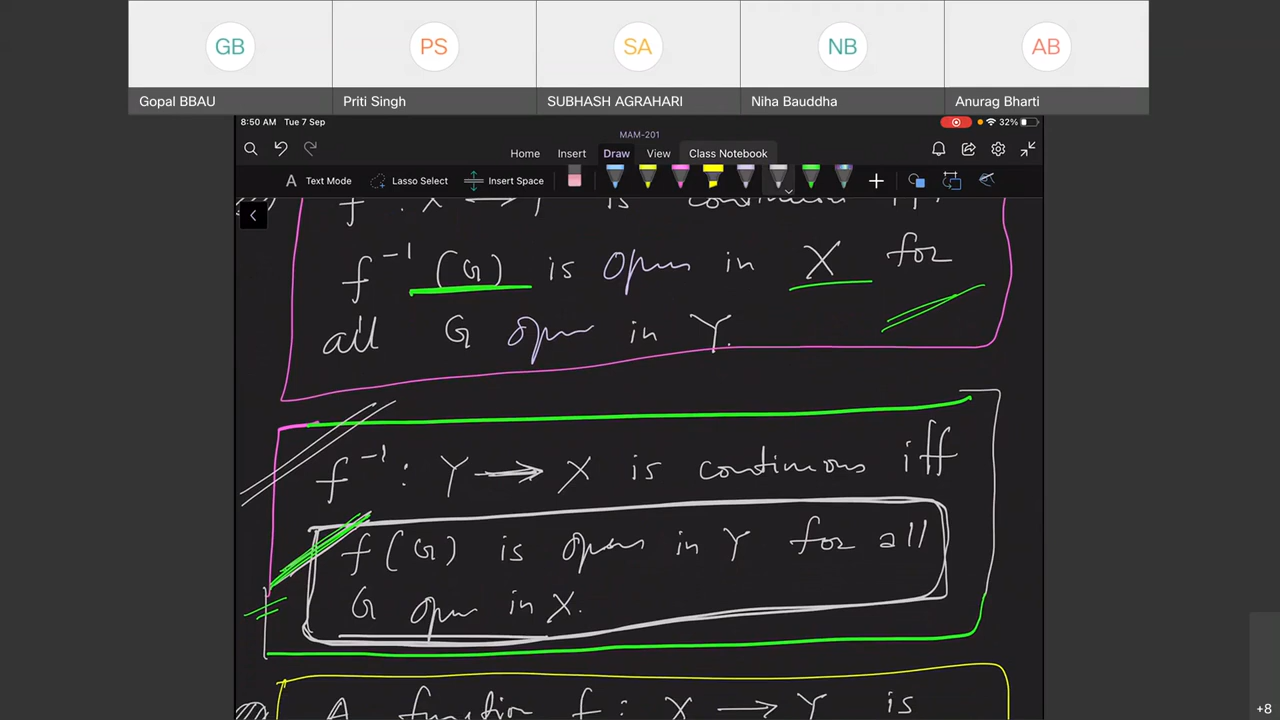 GB
PS
SA
NB
AB
Gopal BBAU
Priti Singh
SUBHASH AGRAHARI
Niha Bauddha
Anurag Bharti
8:50 AM Tue 7 Sep
32%
MAM-201
Home
Insert
Draw
View
Class Notebook
A Text Mode
Lasso Select
Insert Space
f : X → Y is continuous iff
f⁻¹(G) is open in X for
all G open in Y.
f⁻¹ : Y → X is continuous iff
f(G) is open in Y for all
G open in X.
A function f : X → Y is
+8